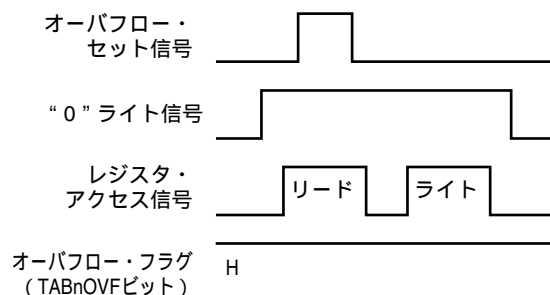 オーバフロー・
セット信号
“０”ライト信号
レジスタ・
アクセス信号
リード
ライト
オーバフロー・フラグ
（TABnOVFビット）
H